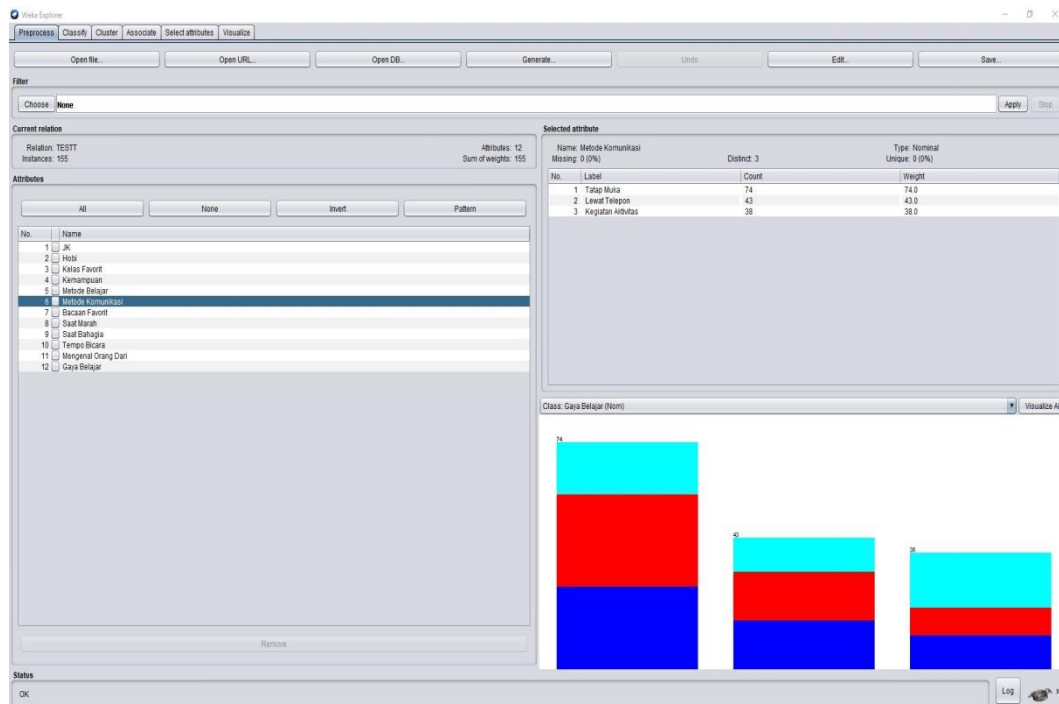 Weka Explorer
Preprocess Classify Cluster Associate Select attributes Visualize
Open file... Open URL... Open DB... Generate... Undo Edit... Save...
Filter
Choose None Apply Stop
Current relation
Relation: TESTT Attributes: 12
Instances: 155 Sum of weights: 155
Attributes
All None Invert Pattern
No. Name
1 JK
2 Hobi
3 Kelas Favorit
4 Kemampuan
5 Metode Belajar
6 Metode Komunikasi
7 Bacaan Favorit
8 Saat Marah
9 Saat Bahagia
10 Tempo Bicara
11 Mengenal Orang Dari
12 Gaya Belajar
Remove
Selected attribute
Name: Metode Komunikasi Type: Nominal
Missing: 0 (0%) Distinct: 3 Unique: 0 (0%)
No. Label Count Weight
1 Tatap Muka 74 74.0
2 Lewat Telepon 43 43.0
3 Kegiatan Aktivitas 38 38.0
Class: Gaya Belajar (Nom) Visualize Al
74
43
38
Status
OK Log x